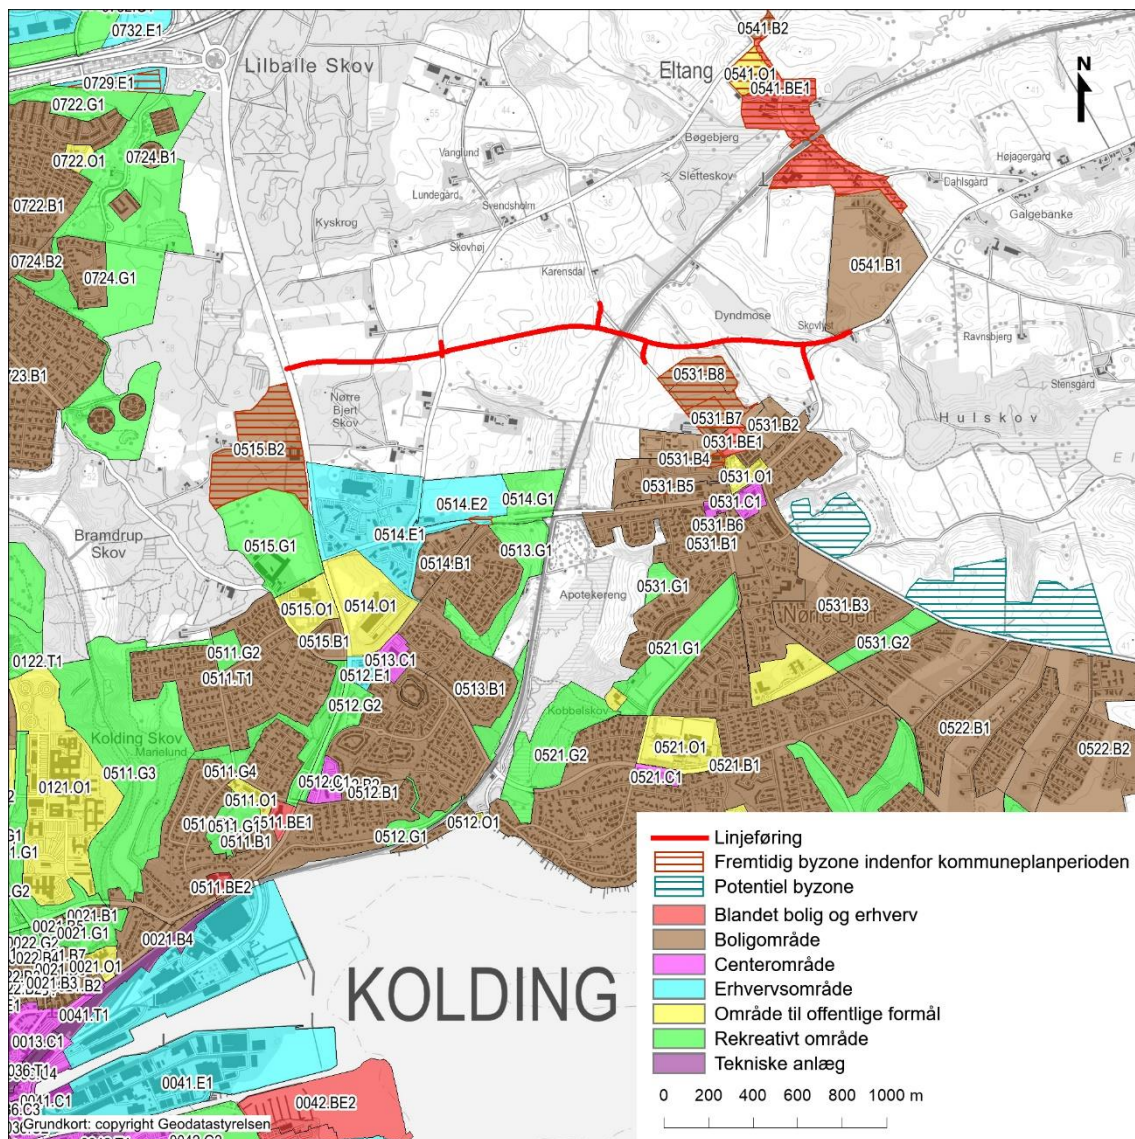 0732.E1
0541.B2
Lilballe Skov
Eltang
0541.O1
N
0729.E1
0541.BE1
0722.G1
Bøgebjerg
Højagergård
0722.O1
0724.B1
Vanglund
Sletteskov
Dahlsgård
Lundegård
0722.B1
Svendsholm
Galgebanke
Kyskrog
Skovhøj
0724.B2
0724.G1
Karensdal
0541.B1
Dyndmose
Skovlyst
Ravnsbjerg
723.B1
0531.B8
Stensgård
Nørre
Bjert
Skov
0531.B7
0531.B2
Hulskov
0515.B2
0531.BE1
0531.B4
0531.O1
0531.B5
0514.E2
0514.G1
0531.C1
Bramdrup
Skov
0514.E1
0531.B6
0515.G1
0513.G1
0531.B1
0514.B1
Apotekereng
0531.G1
0515.O1
0514.O1
0531.B3
Nørre Bjert
0515.B1
0531.G2
0511.G2
0513.C1
0521.G1
0122.T1
0511.T1
0512.E1
0513.B1
0512.G2
Kobbelskov
0522.B1
Kolding Skov
Marielund
0521.O1
0522.B2
0511.G3
0521.G2
0521.B1
0511.G4
0512.C1
0521.C1
0121.O1
0512.B1
0511.O1
0511.G1
0511.BE1
0512.O1
0511.B1
0512.G1
Linjeføring
Fremtidig byzone indenfor kommuneplanperioden
0511.BE2
Potentiel byzone
0021.B1
0021.G1
Blandet bolig og erhverv
0021.B4
Boligområde
0021.O1
Centerområde
0021.B3
KOLDING
Erhvervsområde
0041.T1
Område til offentlige formål
0013.C1
Rekreativt område
Tekniske anlæg
0041.E1
0041.C1
0042.BE2
0 200 400 600 800 1000 m
Grundkort: copyright Geodatastyrelsen